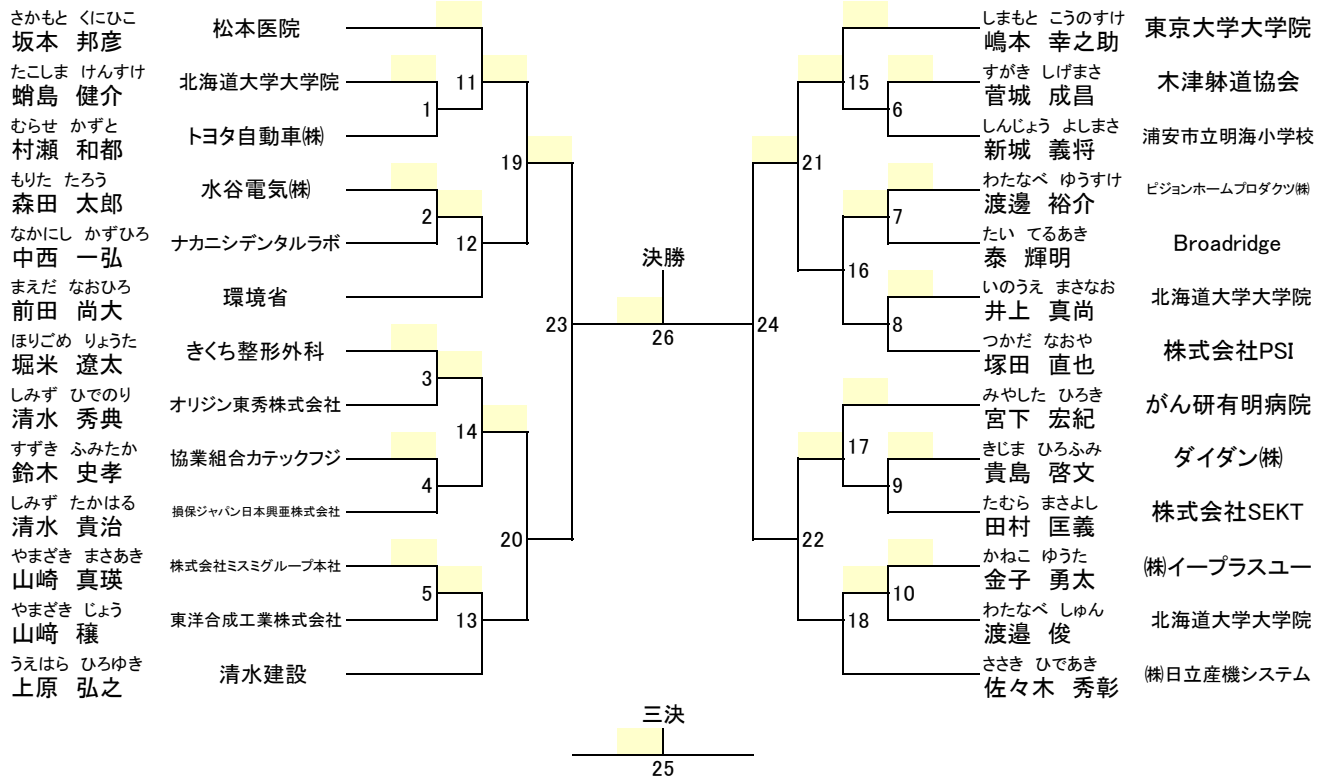 さかもと くにひこ
坂本 邦彦 松本医院
たこしま けんすけ
蛸島 健介 北海道大学大学院
むらせ かずと
村瀬 和都 トヨタ自動車㈱
もりた たろう
森田 太郎 水谷電気㈱
なかにし かずひろ
中西 一弘 ナカニシデンタルラボ
まえだ なおひろ
前田 尚大 環境省
ほりごめ りょうた
堀米 遼太 きくち整形外科
しみず ひでのり
清水 秀典 オリジン東秀株式会社
すずき ふみたか
鈴木 史孝 協業組合カテックフジ
しみず たかはる
清水 貴治 損保ジャパン日本興亜株式会社
やまざき まさあき
山崎 真瑛 株式会社ミスミグループ本社
やまざき じょう
山﨑 穣 東洋合成工業株式会社
うえはら ひろゆき
上原 弘之 清水建設
1
2
3
4
5
11
12
14
13
19
20
23
決勝
26
三決
25
24
21
22
15
16
17
18
6
7
8
9
10
しまもと こうのすけ
嶋本 幸之助 東京大学大学院
すがき しげまさ
菅城 成昌 木津躰道協会
しんじょう よしまさ
新城 義将 浦安市立明海小学校
わたなべ ゆうすけ
渡邊 裕介 ピジョンホームプロダクツ㈱
たい てるあき
泰 輝明 Broadridge
いのうえ まさなお
井上 真尚 北海道大学大学院
つかだ なおや
塚田 直也 株式会社PSI
みやした ひろき
宮下 宏紀 がん研有明病院
きじま ひろふみ
貴島 啓文 ダイダン㈱
たむら まさよし
田村 匡義 株式会社SEKT
かねこ ゆうた
金子 勇太 ㈱イープラスユー
わたなべ しゅん
渡邉 俊 北海道大学大学院
ささき ひであき
佐々木 秀彰 ㈱日立産機システム